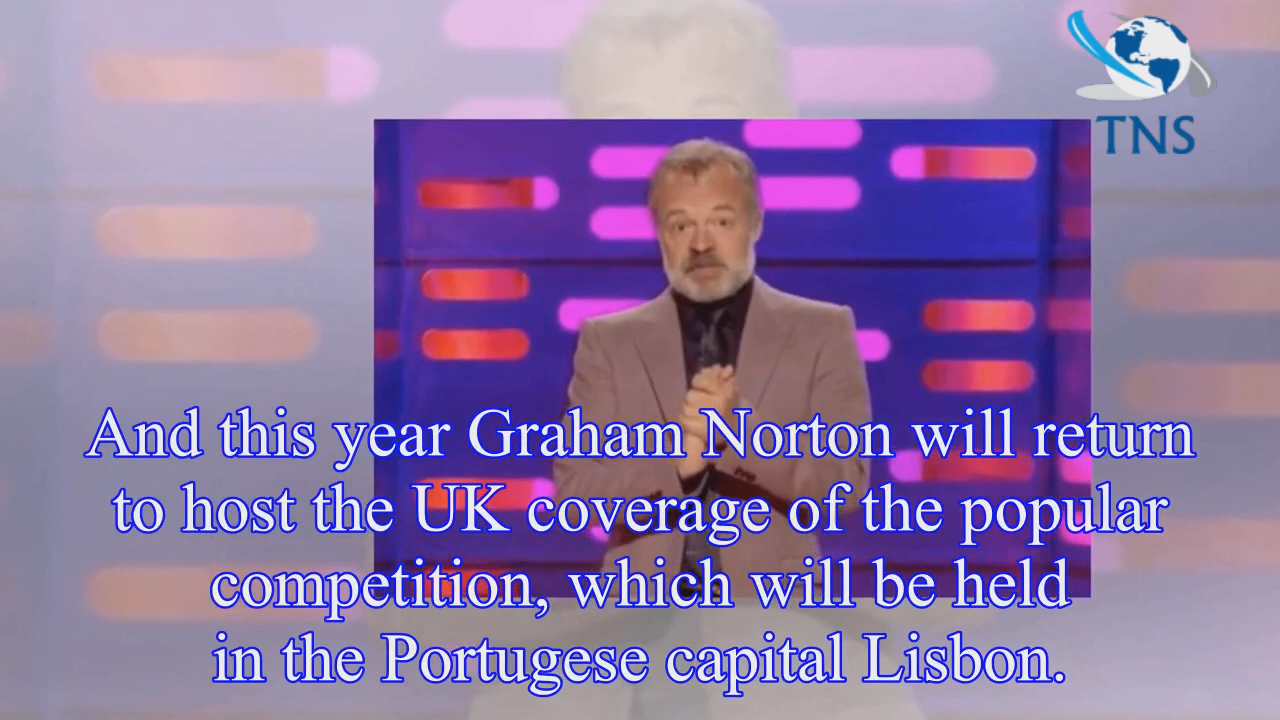 TNS
And this year Graham Norton will return
to host the UK coverage of the popular
competition, which will be held
in the Portugese capital Lisbon.